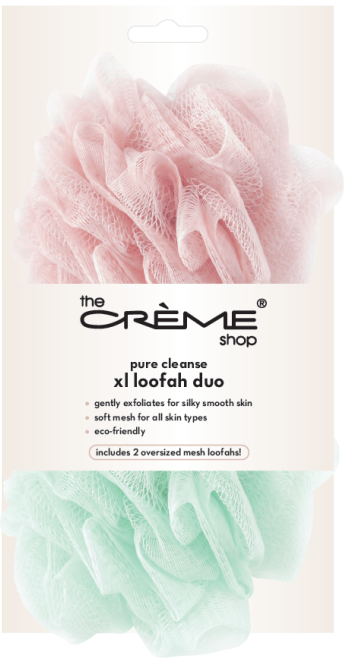 the
CRÈME®
shop
pure cleanse
xl loofah duo
• gently exfoliates for silky smooth skin
• soft mesh for all skin types
• eco-friendly
includes 2 oversized mesh loofahs!